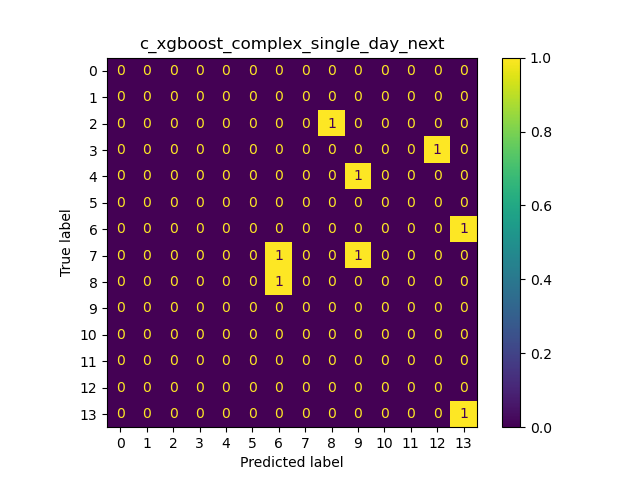 c_xgboost_complex_single_day_next
0 0 0 0 0 0 0 0 0 0 0 0 0 0 0
1 0 0 0 0 0 0 0 0 0 0 0 0 0 0
2 0 0 0 0 0 0 0 0 1 0 0 0 0 0
3 0 0 0 0 0 0 0 0 0 0 0 0 1 0
4 0 0 0 0 0 0 0 0 0 1 0 0 0 0
5 0 0 0 0 0 0 0 0 0 0 0 0 0 0
6 0 0 0 0 0 0 0 0 0 0 0 0 0 1
7 0 0 0 0 0 0 1 0 0 1 0 0 0 0
8 0 0 0 0 0 0 1 0 0 0 0 0 0 0
9 0 0 0 0 0 0 0 0 0 0 0 0 0 0
10 0 0 0 0 0 0 0 0 0 0 0 0 0 0
11 0 0 0 0 0 0 0 0 0 0 0 0 0 0
12 0 0 0 0 0 0 0 0 0 0 0 0 0 0
13 0 0 0 0 0 0 0 0 0 0 0 0 0 1
0 1 2 3 4 5 6 7 8 9 10 11 12 13
Predicted label
True label
1.0
0.8
0.6
0.4
0.2
0.0